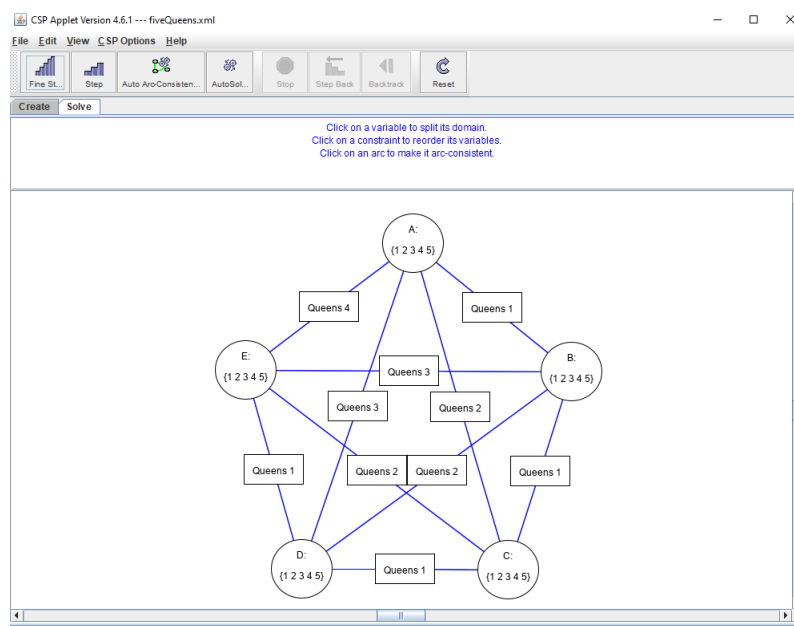 CSP Applet Version 4.6.1 --- fiveQueens.xml
File Edit View CSP Options Help
Fine St... Step Auto Arc-Consisten... AutoSol... Stop Step Back Backtrack Reset
Create Solve
Click on a variable to split its domain.
Click on a constraint to reorder its variables.
Click on an arc to make it arc-consistent.
A:
{1 2 3 4 5}
Queens 4
Queens 1
E:
{1 2 3 4 5}
B:
{1 2 3 4 5}
Queens 3
Queens 3
Queens 2
Queens 1
Queens 2
Queens 2
Queens 1
D:
{1 2 3 4 5}
C:
{1 2 3 4 5}
Queens 1